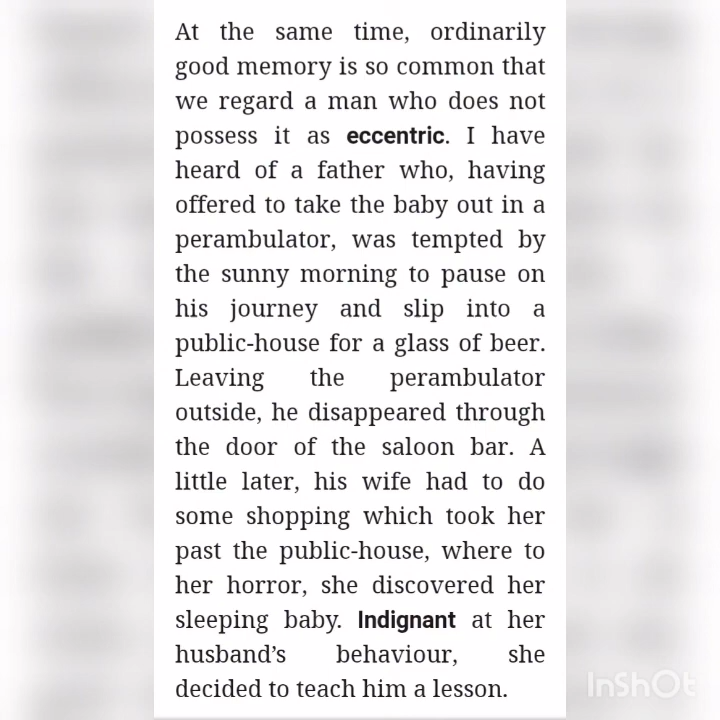 At the same time, ordinarily
good memory is so common that
we regard a man who does not
possess it as eccentric. I have
heard of a father who, having
offered to take the baby out in a
perambulator, was tempted by
the sunny morning to pause on
his journey and slip into a
public-house for a glass of beer.
Leaving the perambulator
outside, he disappeared through
the door of the saloon bar. A
little later, his wife had to do
some shopping which took her
past the public-house, where to
her horror, she discovered her
sleeping baby. Indignant at her
husband’s behaviour, she
decided to teach him a lesson.
InShOt